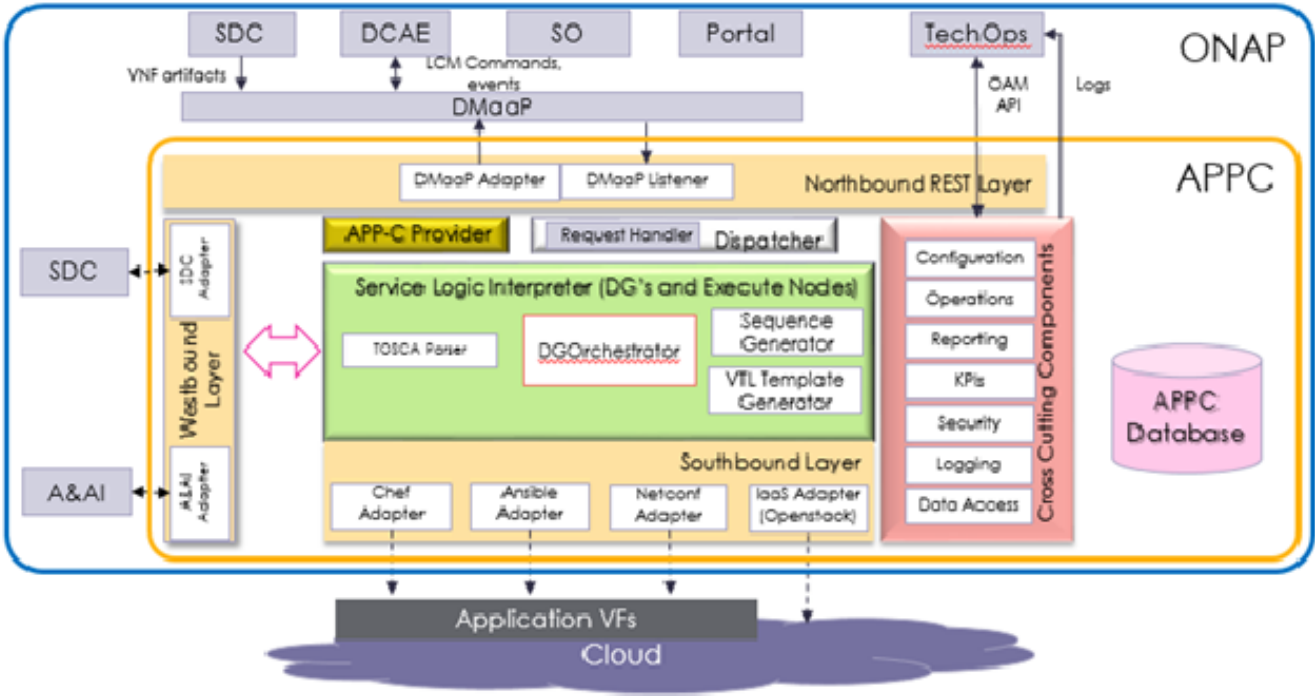 SDC
DCAE
SO
Portal
TechOps
ONAP
VNF artifacts
LCM Commands,
events
OAM
API
Logs
DMaaP
APPC
DMaaP Adapter
DMaaP Listener
Northbound REST Layer
APP-C Provider
Request Handler
Dispatcher
SDC
SDC
Adapter
Westbound
Layer
A&AI
A&AI
Adapter
Service Logic Interpreter (DG's and Execute Nodes)
TOSCA Parser
DGOrchestrator
Sequence
Generator
VTL Template
Generator
Southbound Layer
Chef
Adapter
Ansible
Adapter
Netconf
Adapter
IaaS Adapter
(Openstack)
Configuration
Operations
Reporting
KPIs
Security
Logging
Data Access
Cross Cutting Components
APPC
Database
Application VFs
Cloud